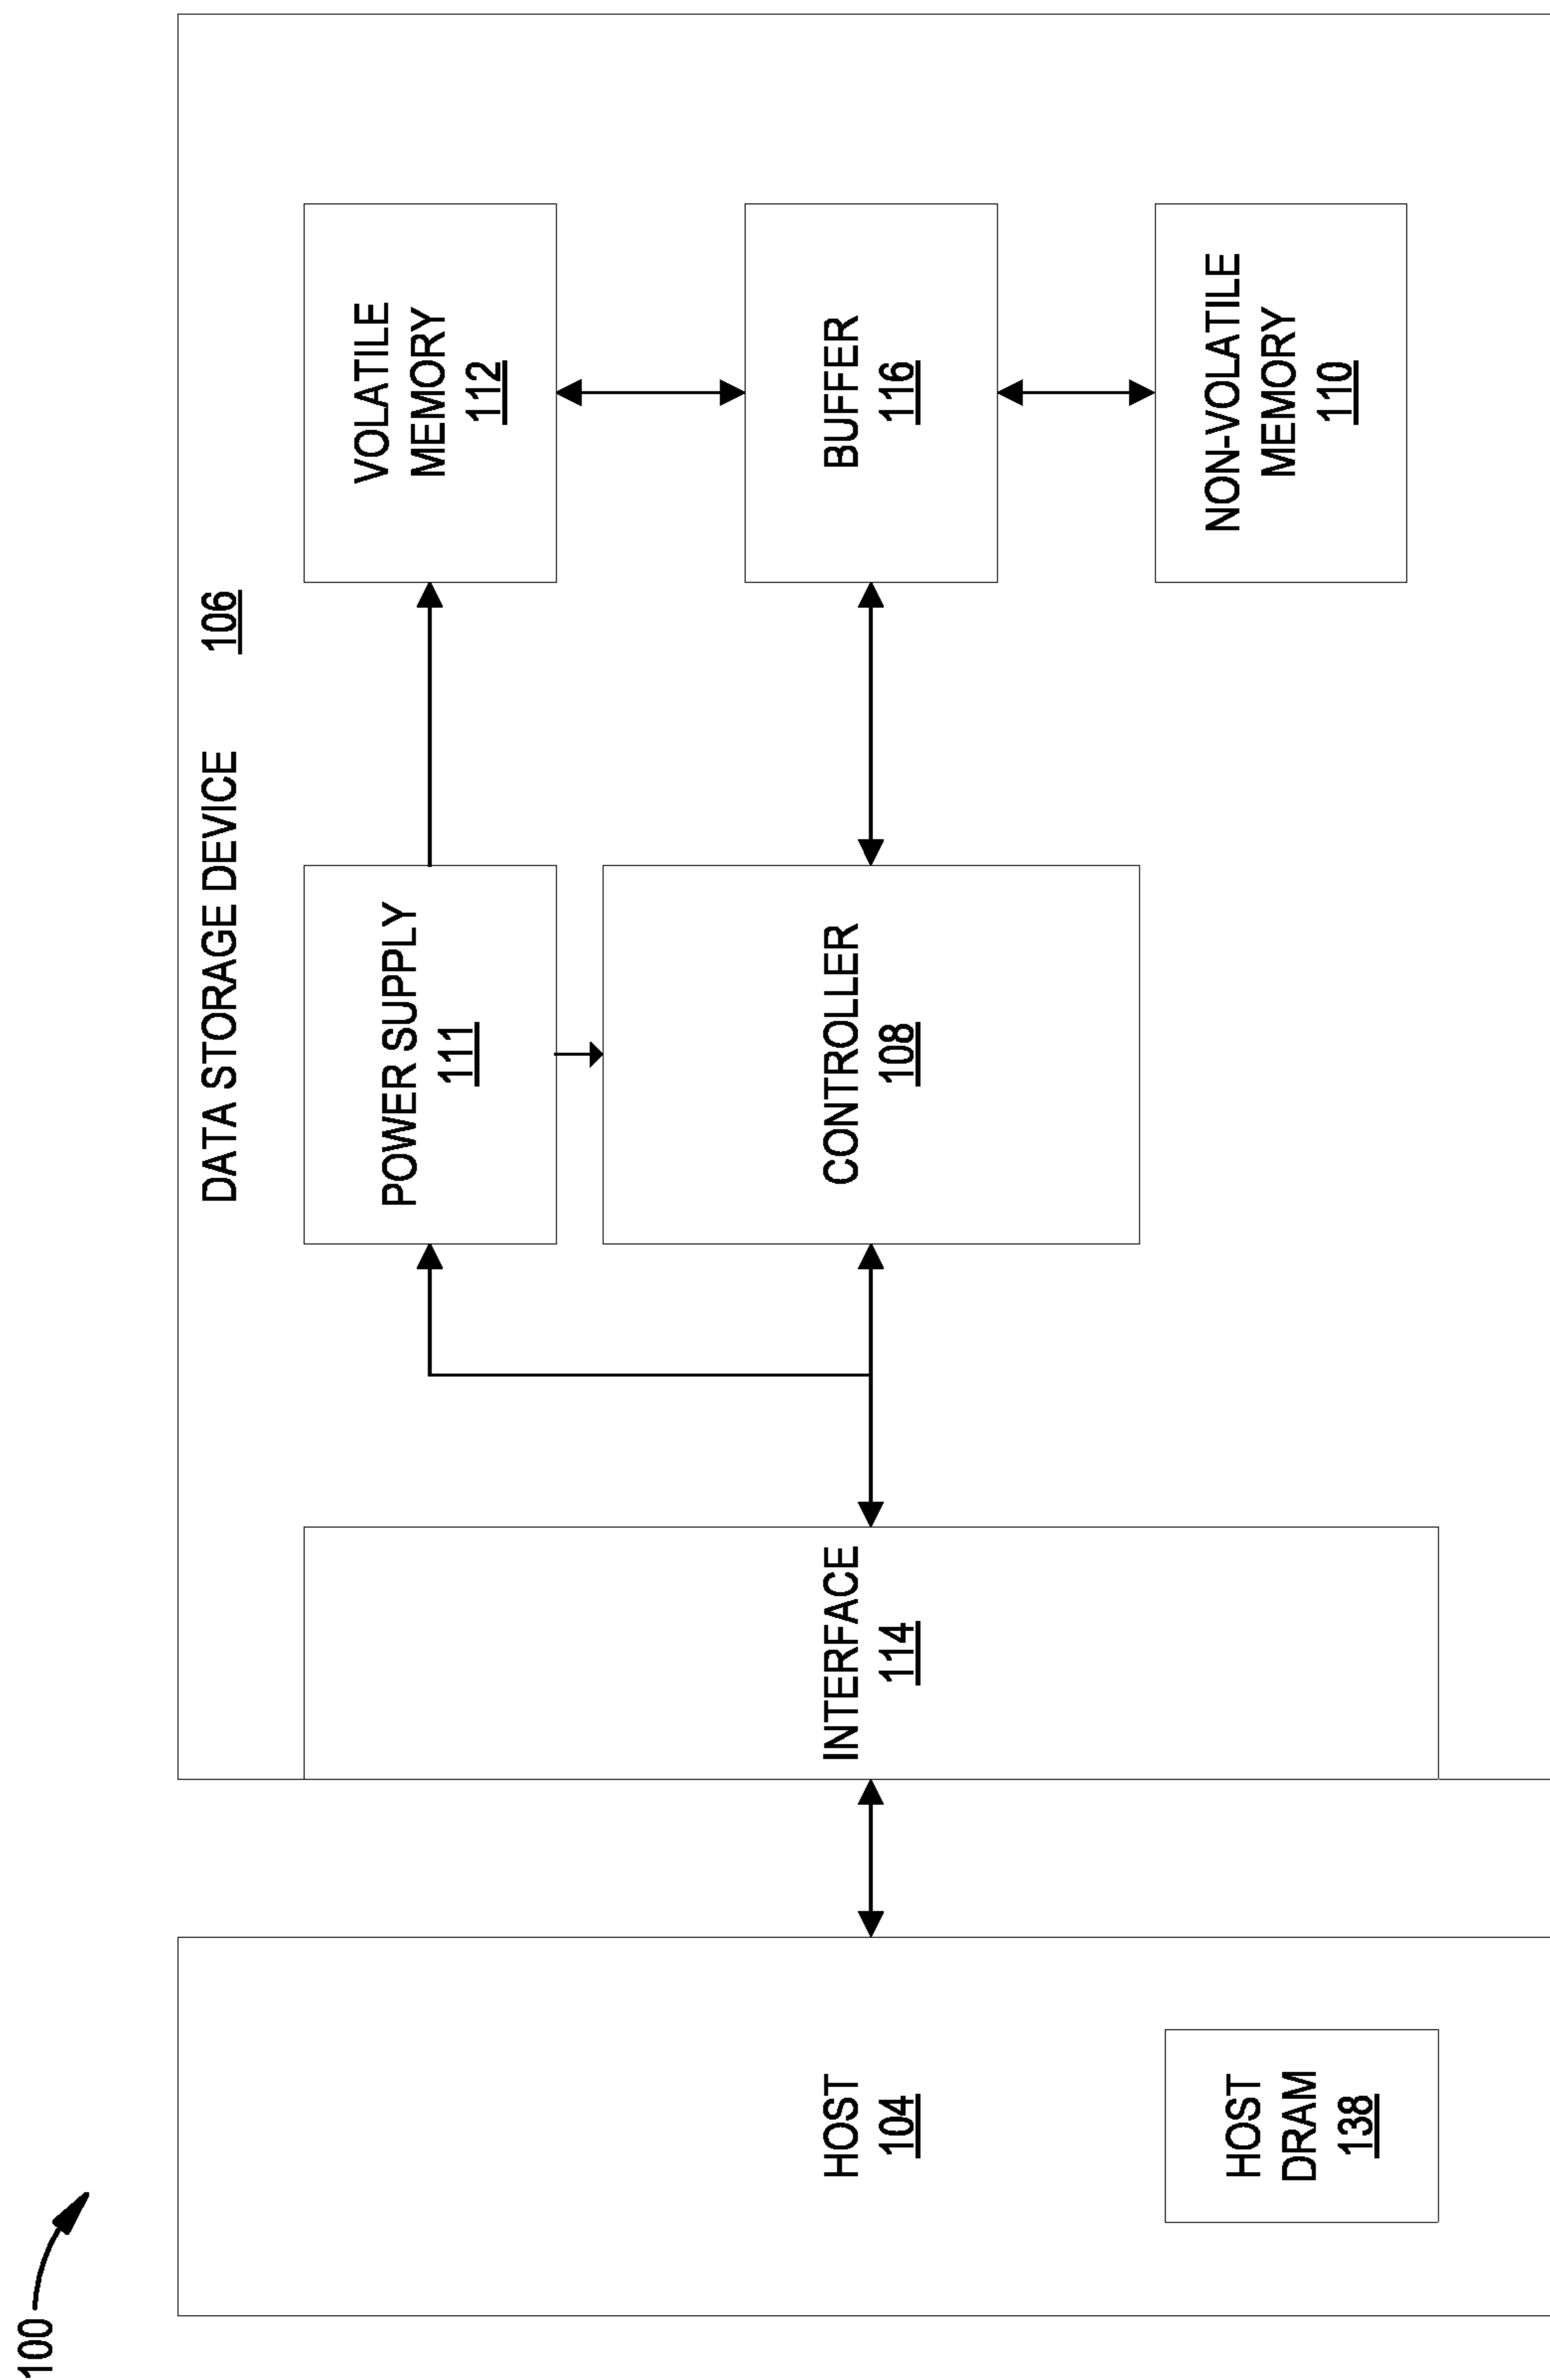 100
DATA STORAGE DEVICE 106
HOST
104
HOST
DRAM
138
INTERFACE
114
POWER SUPPLY
111
CONTROLLER
108
VOLATILE
MEMORY
112
BUFFER
116
NON-VOLATILE
MEMORY
110